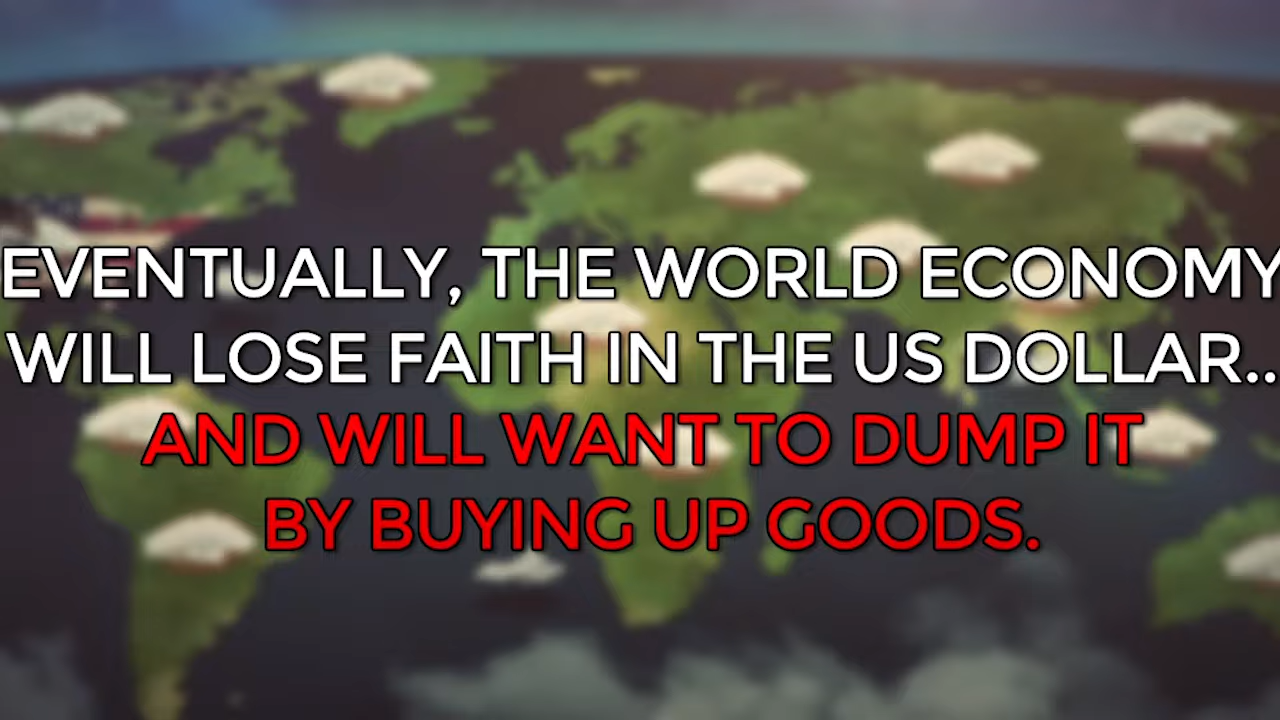 EVENTUALLY, THE WORLD ECONOMY
WILL LOSE FAITH IN THE US DOLLAR..
AND WILL WANT TO DUMP IT
BY BUYING UP GOODS.